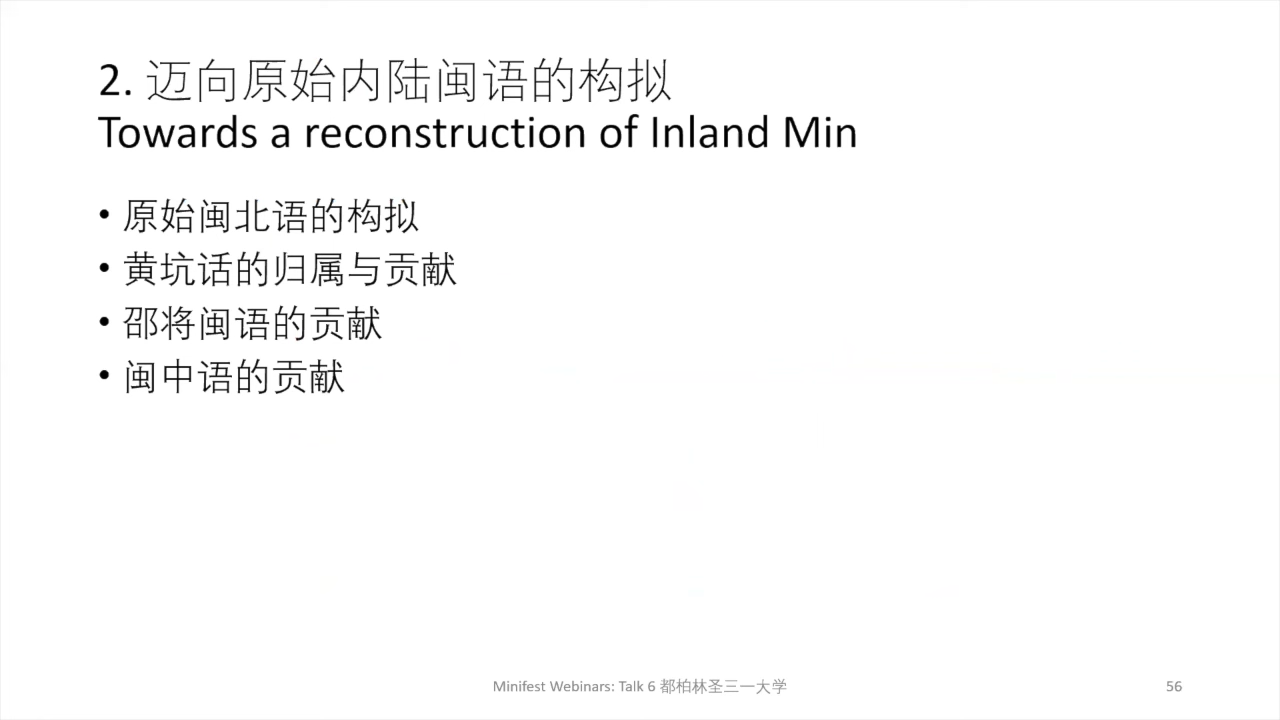 2. 迈向原始内陆闽语的构拟
Towards a reconstruction of Inland Min
• 原始闽北语的构拟
• 黄坑话的归属与贡献
• 邵将闽语的贡献
• 闽中语的贡献
Minifest Webinars: Talk 6 都柏林圣三一大学
56